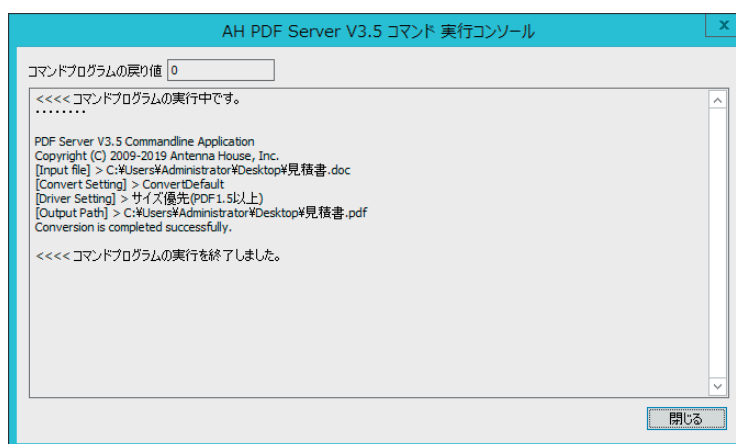 AH PDF Server V3.5 コマンド 実行コンソール
x
コマンドプログラムの戻り値 0
<<<< コマンドプログラムの実行中です。
････････
PDF Server V3.5 Commandline Application
Copyright (C) 2009-2019 Antenna House, Inc.
[Input file] > C:¥Users¥Administrator¥Desktop¥見積書.doc
[Convert Setting] > ConvertDefault
[Driver Setting] > サイズ優先(PDF1.5以上)
[Output Path] > C:¥Users¥Administrator¥Desktop¥見積書.pdf
Conversion is completed successfully.
<<<< コマンドプログラムの実行を終了しました。
閉じる